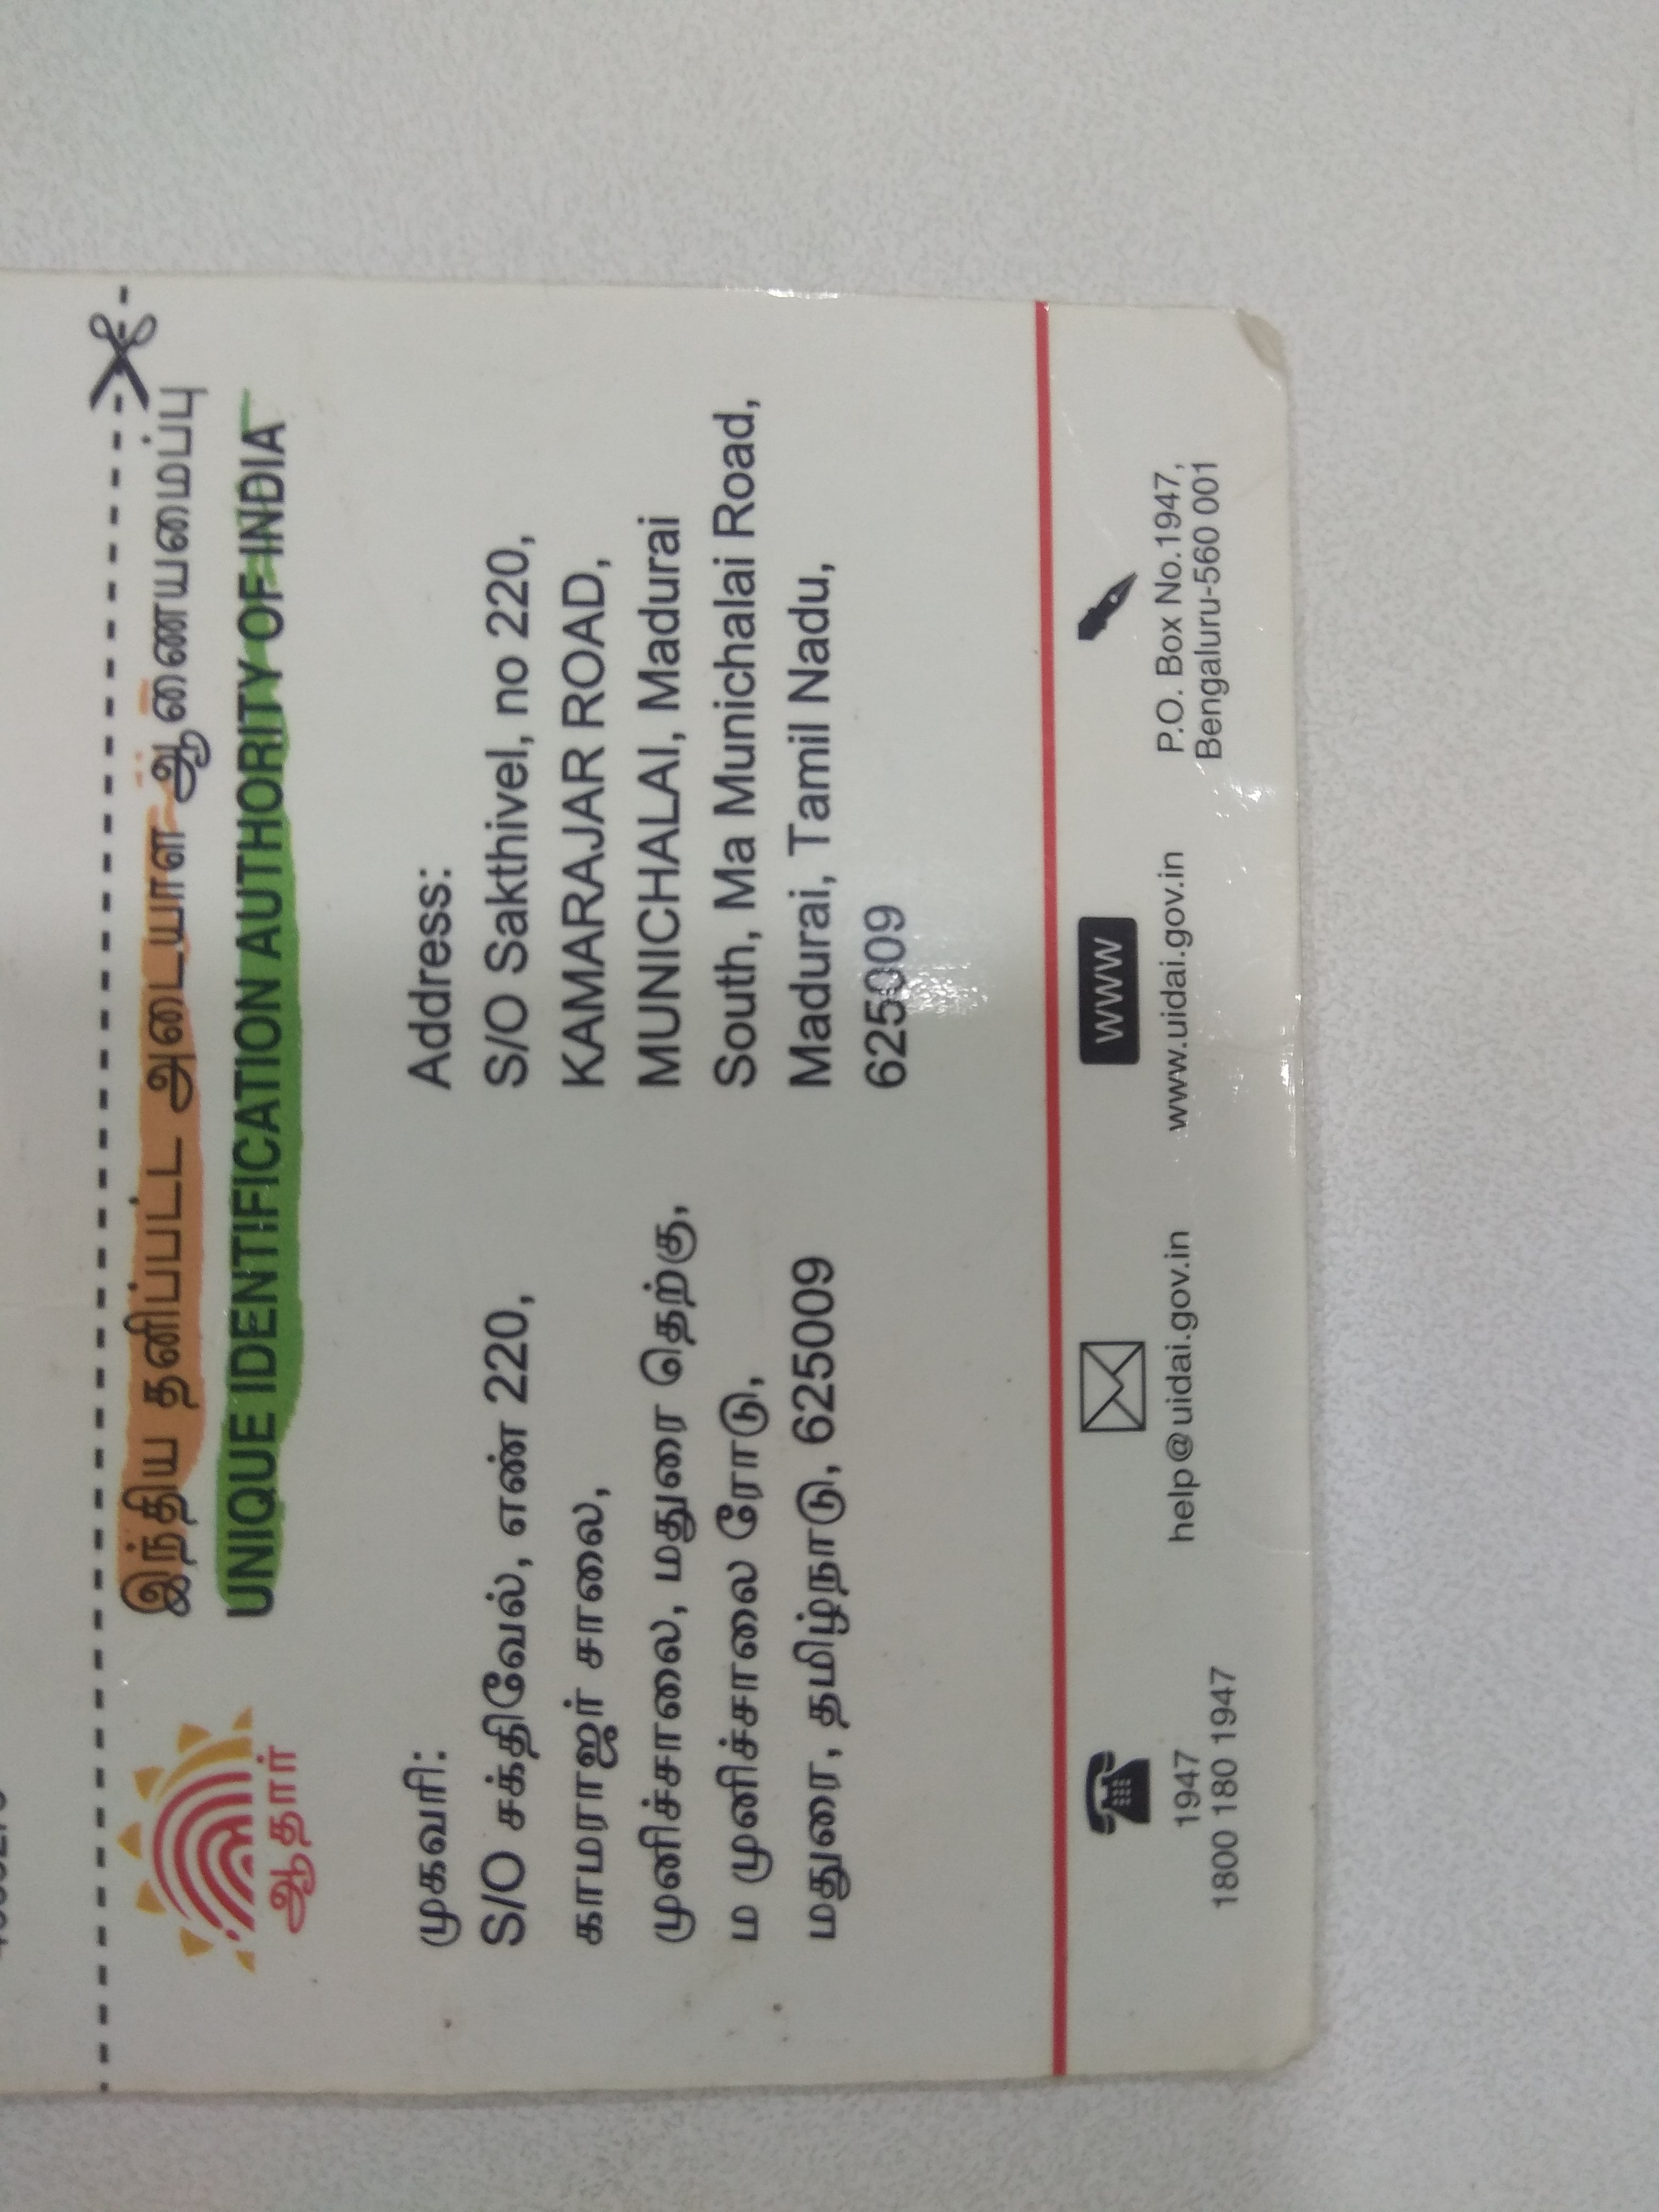 இந்திய தனிப்பட்ட அடையாள ஆணையமைப்பு
UNIQUE IDENTIFICATION AUTHORITY OF INDIA
ஆதார்
முகவரி:
S/O சக்திவேல், எண் 220,
காமராஜர் சாலை,
முனிச்சாலை, மதுரை தெற்கு,
ம முனிச்சாலை ரோடு,
மதுரை, தமிழ்நாடு, 625009
Address:
S/O Sakthivel, no 220,
KAMARAJAR ROAD,
MUNICHALAI, Madurai
South, Ma Munichalai Road,
Madurai, Tamil Nadu,
625009
1947
1800 180 1947
help@uidai.gov.in
WWW
www.uidai.gov.in
P.O. Box No.1947,
Bengaluru-560 001